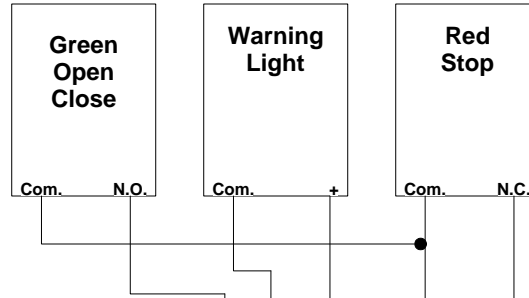 Green
Open
Close
Warning
Light
Red
Stop
Com. N.O.
Com. +
Com. N.C.